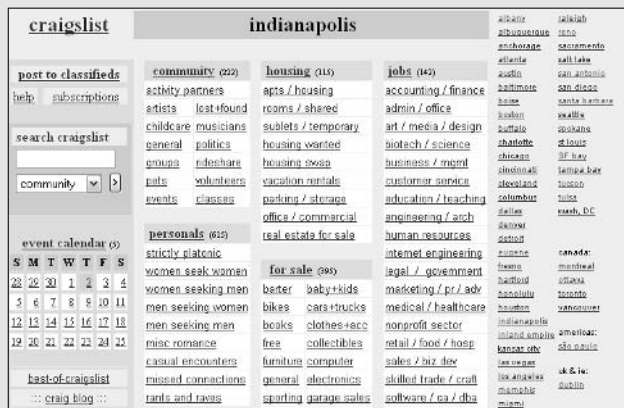 craigslist
post to classifieds
help subscriptions
search craigslist
community
event calendar (5)
S M T W T F S
28 29 30 1 2 3 4
5 6 7 8 9 10 11
12 13 14 15 16 17 18
19 20 21 22 23 24 25
best-of-craigslist
::: craig blog :::
indianapolis
community (222)
activity partners
artists lost+found
childcare musicians
general politics
groups rideshare
pets volunteers
events classes
personals (615)
strictly platonic
women seek women
women seeking men
men seeking women
men seeking men
misc romance
casual encounters
missed connections
rants and raves
housing (115)
apts / housing
rooms / shared
sublets / temporary
housing wanted
housing swap
vacation rentals
parking / storage
office / commercial
real estate for sale
for sale (395)
barter baby+kids
bikes cars+trucks
books clothes+acc
free collectibles
furniture computer
general electronics
sporting garage sales
jobs (142)
accounting / finance
admin / office
art / media / design
biotech / science
business / mgmt
customer service
education / teaching
engineering / arch
human resources
internet engineering
legal / government
marketing / pr / adv
medical / healthcare
nonprofit sector
retail / food / hosp
sales / biz dev
skilled trade / craft
software / qa / dba
albany
albuquerque
anchorage
atlanta
austin
baltimore
boise
boston
buffalo
charlotte
chicago
cincinnati
cleveland
columbus
dallas
denver
detroit
eugene
fresno
hartford
honolulu
houston
indianapolis
inland empire
kansas city
las vegas
los angeles
memphis
miami
raleigh
reno
sacramento
salt lake
san antonio
san diego
santa barbara
seattle
spokane
st louis
SF bay
tampa bay
tucson
tulsa
wash, DC
canada:
montreal
ottawa
toronto
vancouver
americas:
são paulo
uk & ie:
dublin